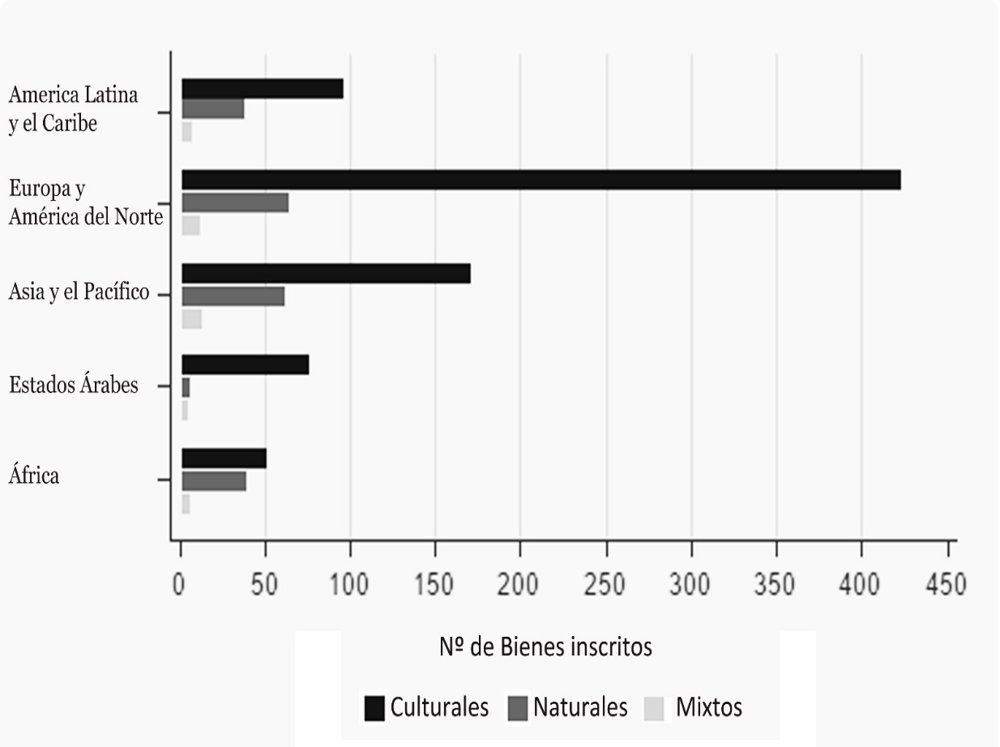 America Latina
y el Caribe
Europa y
América del Norte
Asia y el Pacífico
Estados Árabes
África
0 50 100 150 200 250 300 350 400 450
Nº de Bienes inscritos
Culturales Naturales Mixtos